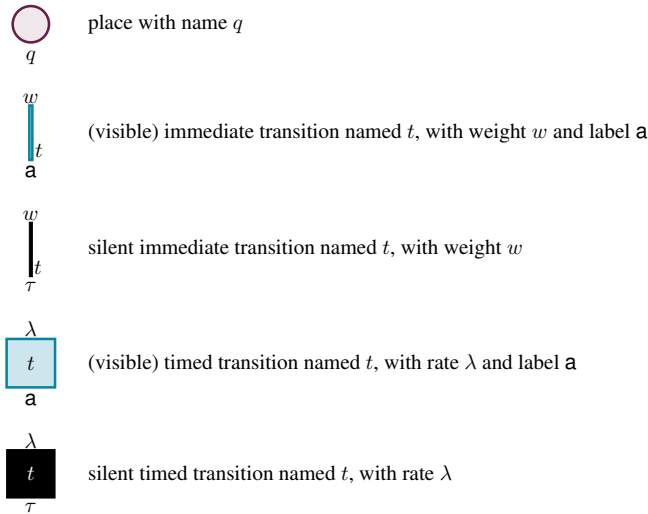 q
place with name q
w
t
a
(visible) immediate transition named t, with weight w and label a
w
t
τ
silent immediate transition named t, with weight w
λ
t
a
(visible) timed transition named t, with rate λ and label a
λ
t
τ
silent timed transition named t, with rate λ